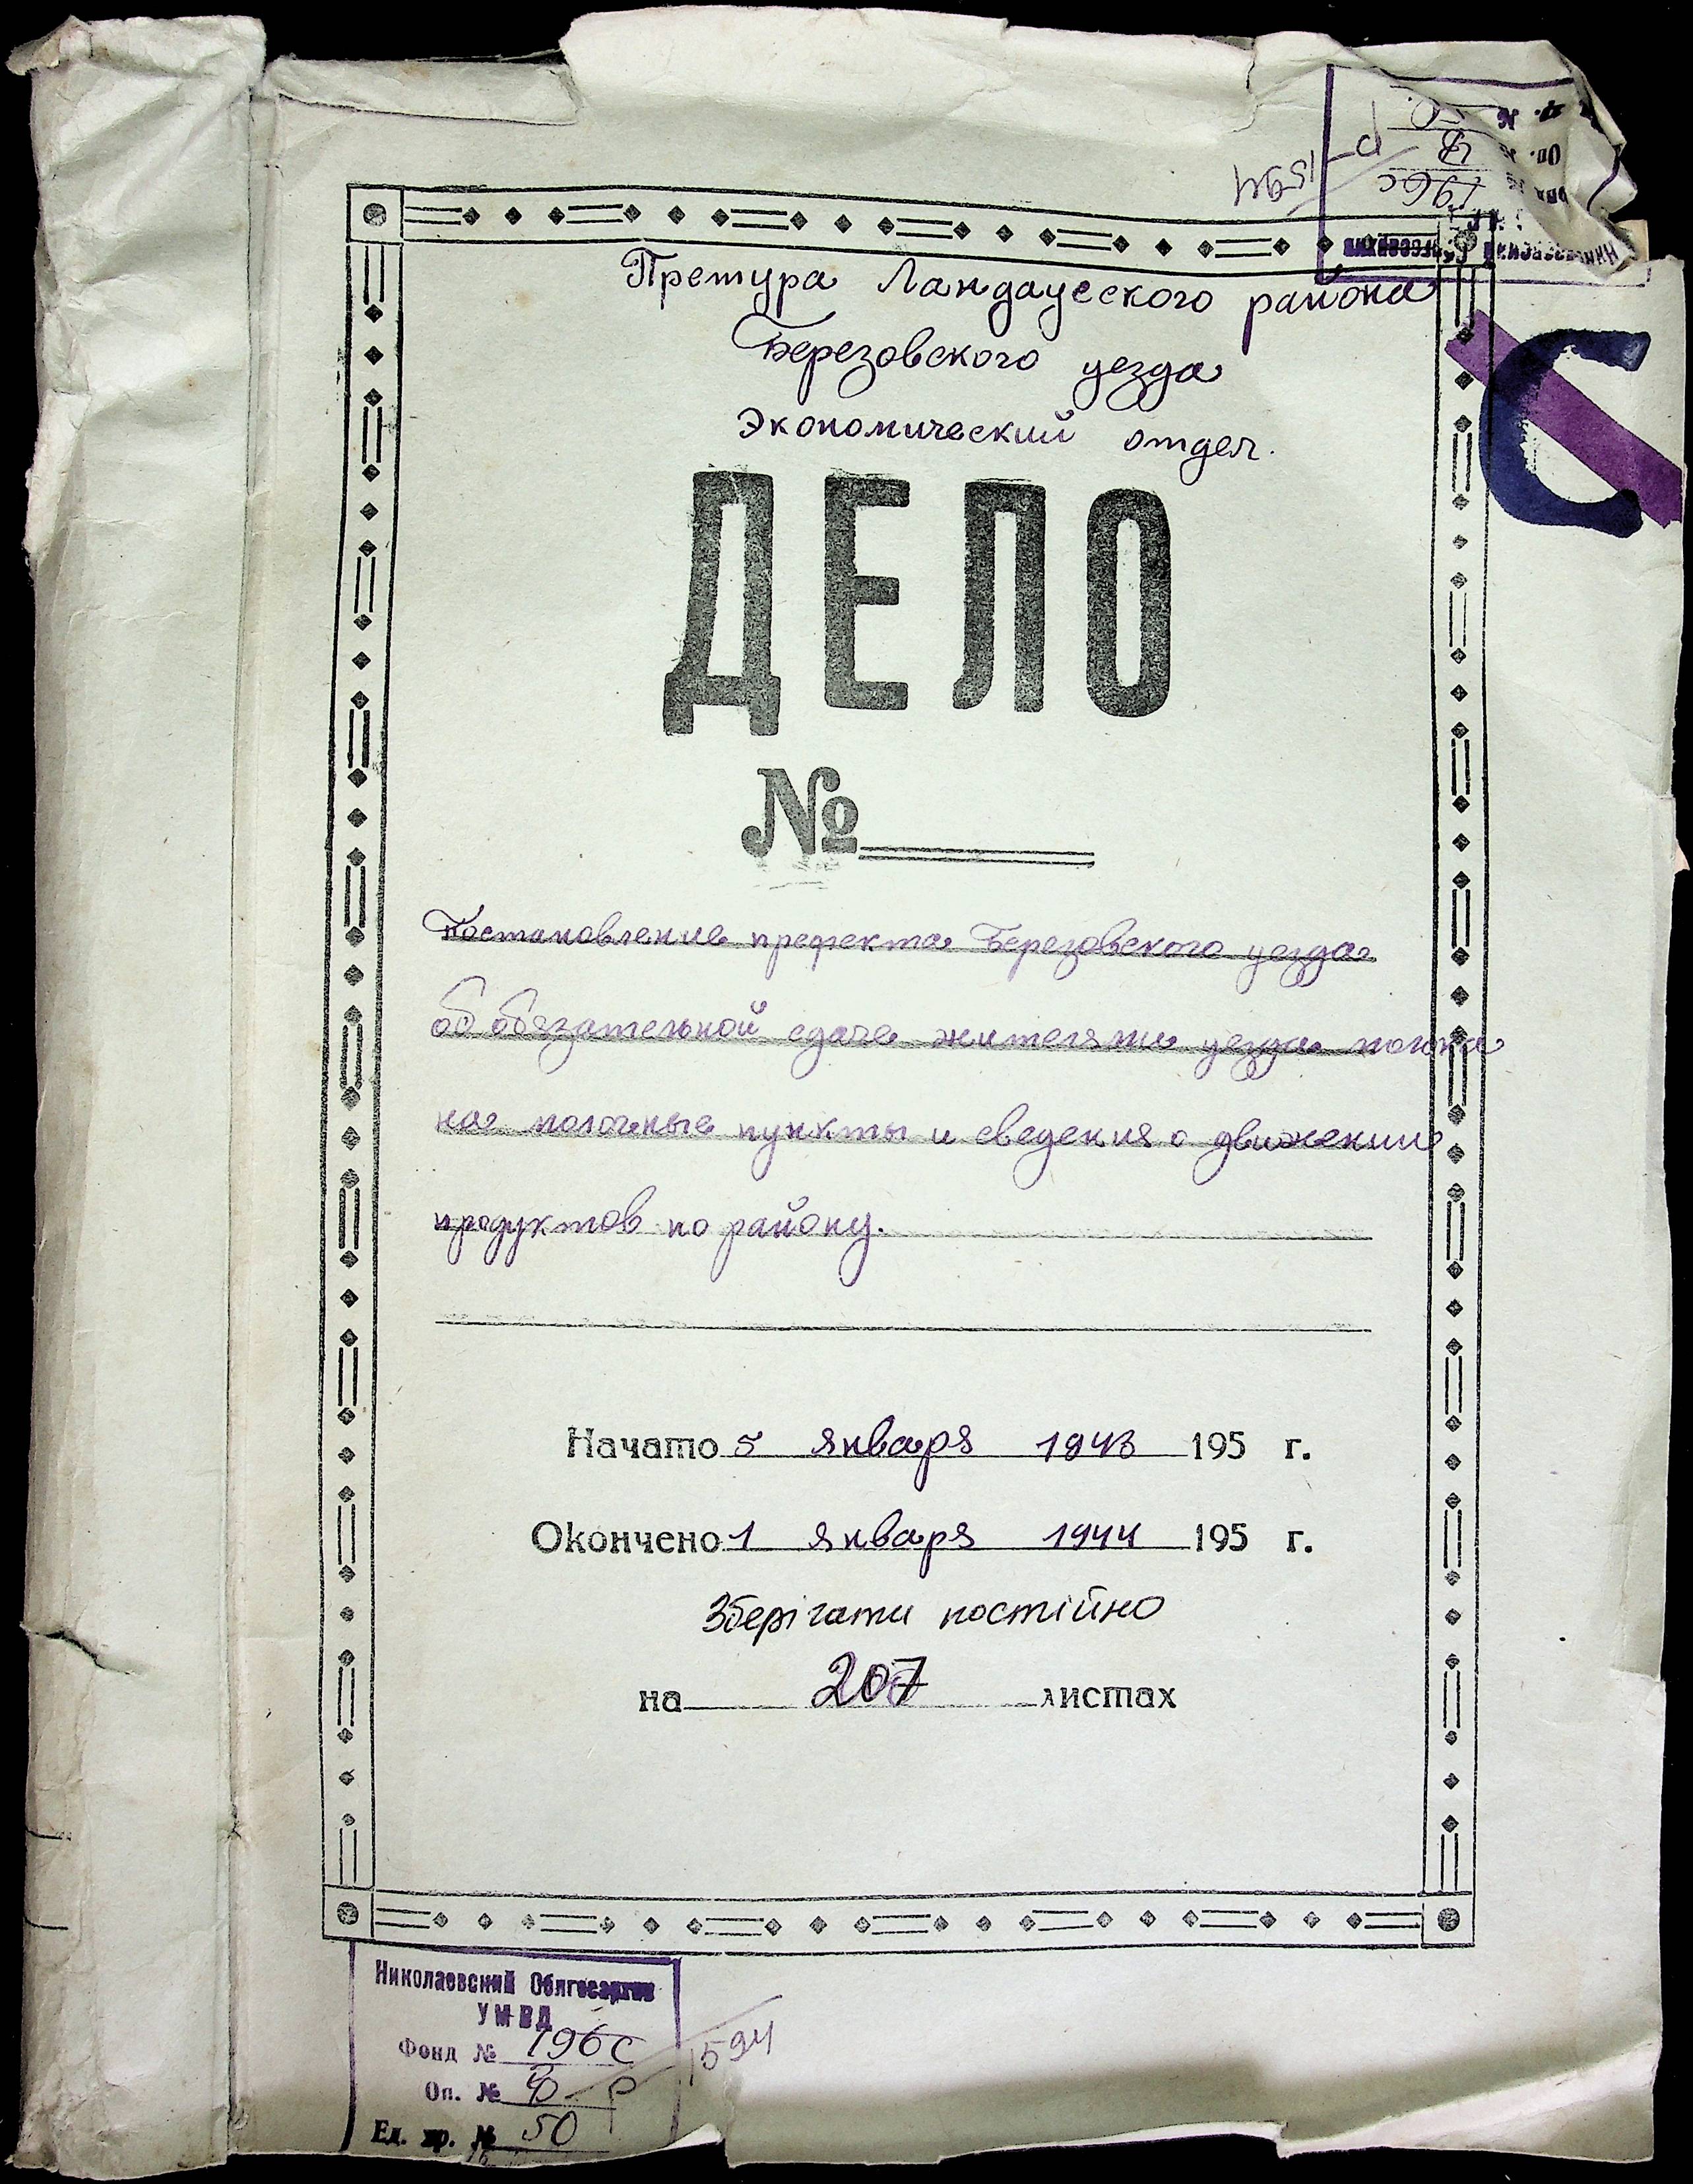 Претура Ландауского района
Березовского уезда
Экономический отдел.
ДЕЛО
№
Постановление префекта Березовского уезда
об обязательной сдаче жителями уезда молока
на молочные пункты и сведения о движении
продуктов по району.
Начато 5 января 1943 195 г.
Окончено 1 января 1944 195 г.
Зберігати постійно
на 207 листах
С
Николаевский Облгосархив
УМВД
Фонд № 196с
Оп. №
Ед. хр. № 50
1594